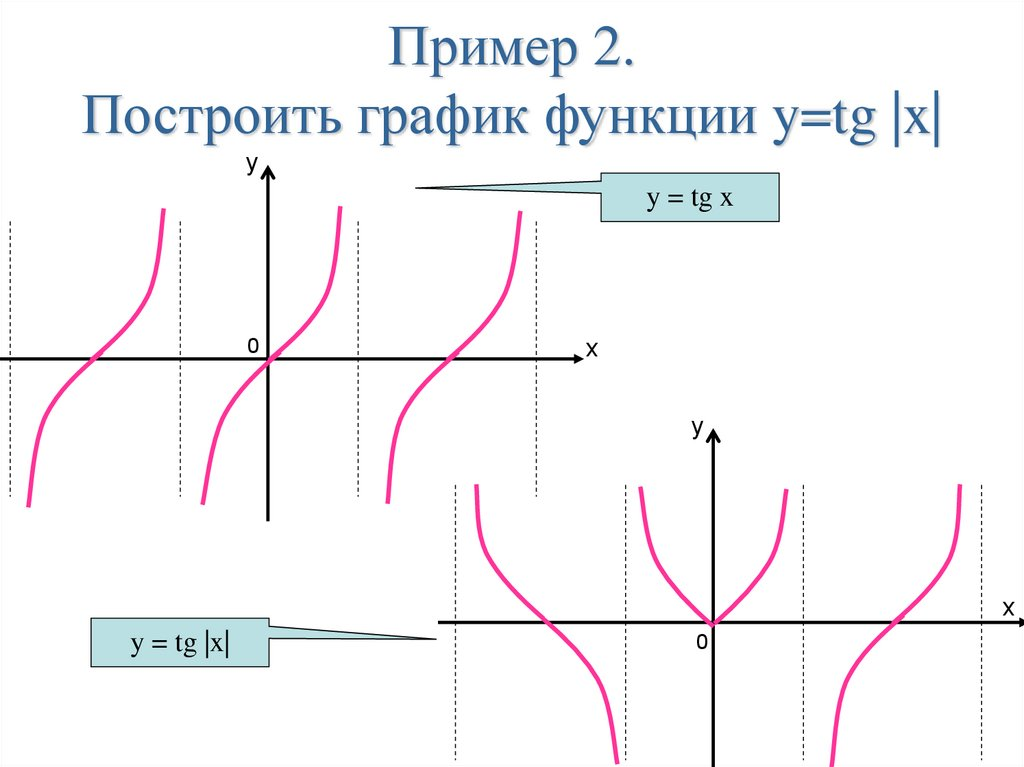 Пример 2.
Построить график функции y=tg |x|
y
y = tg x
0
x
y
x
y = tg |x|
0